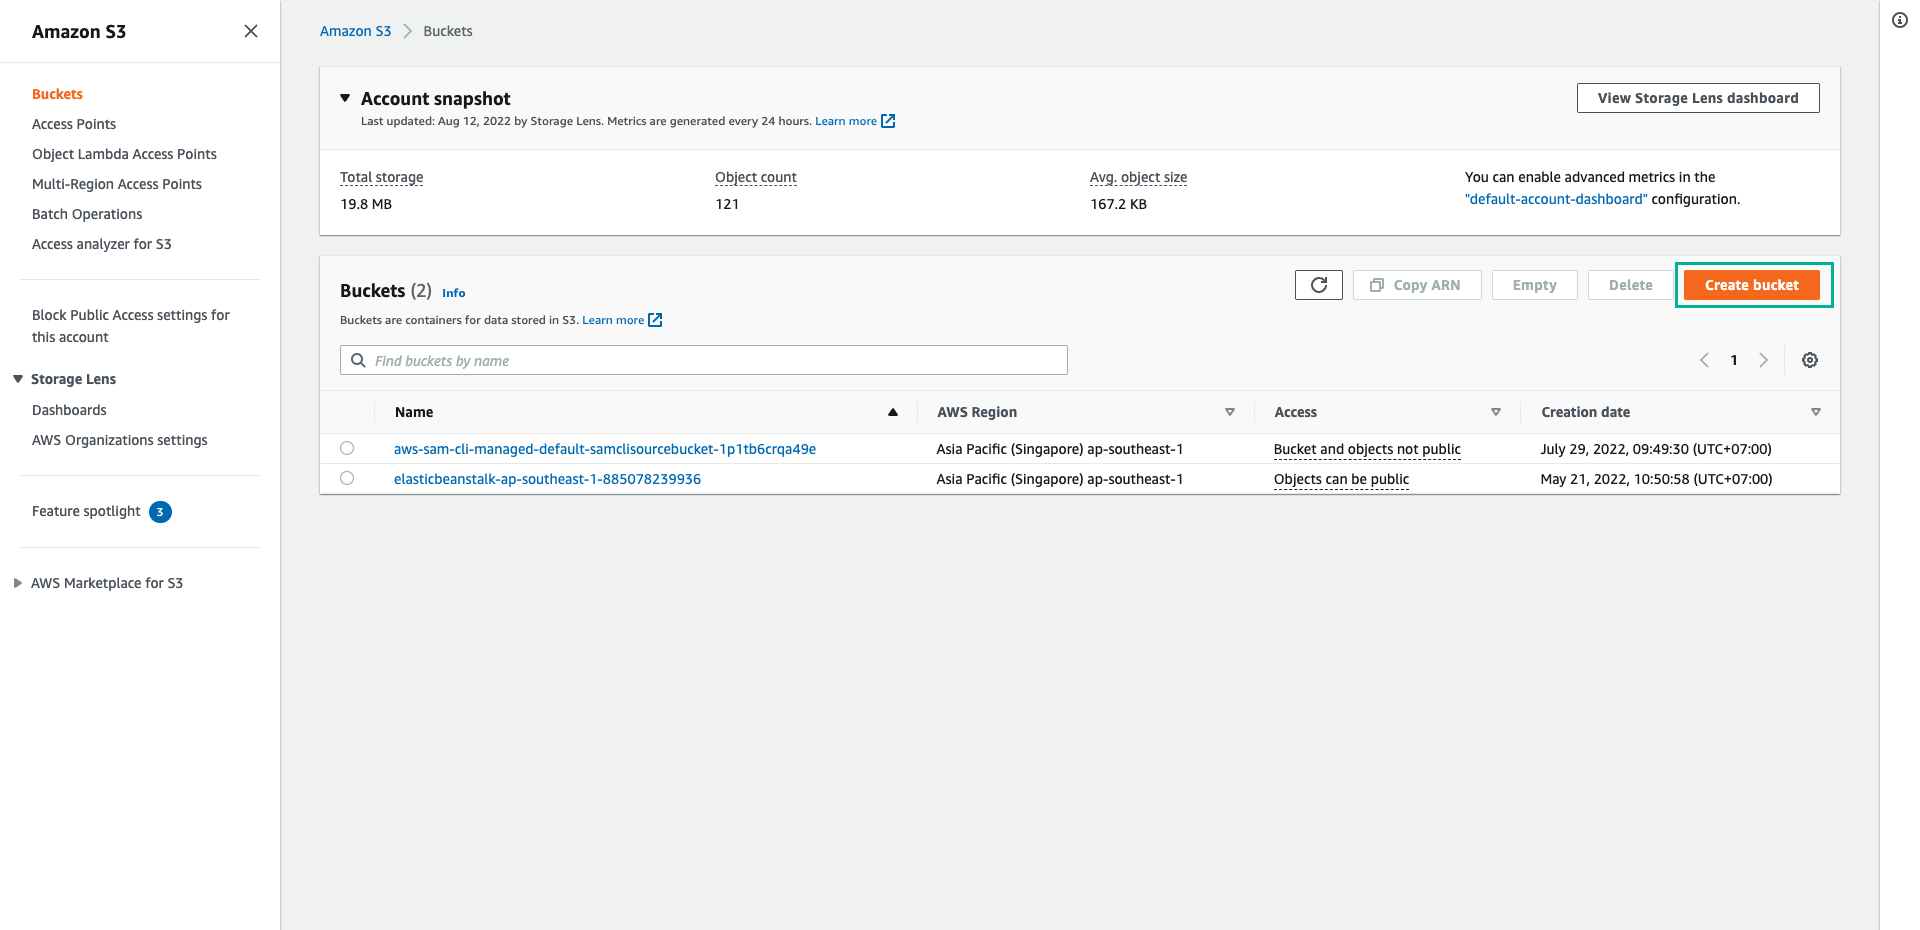 Amazon S3
Buckets
Access Points
Object Lambda Access Points
Multi-Region Access Points
Batch Operations
Access analyzer for S3
Block Public Access settings for
this account
Storage Lens
Dashboards
AWS Organizations settings
Feature spotlight 3
AWS Marketplace for S3
Amazon S3 Buckets
Account snapshot
Last updated: Aug 12, 2022 by Storage Lens. Metrics are generated every 24 hours. Learn more
View Storage Lens dashboard
Total storage
19.8 MB
Object count
121
Avg. object size
167.2 KB
You can enable advanced metrics in the
"default-account-dashboard" configuration.
Buckets (2) Info
Buckets are containers for data stored in S3. Learn more
Copy ARN Empty Delete Create bucket
Find buckets by name
1
Name AWS Region Access Creation date
aws-sam-cli-managed-default-samclisourcebucket-1p1tb6crqa49e Asia Pacific (Singapore) ap-southeast-1 Bucket and objects not public July 29, 2022, 09:49:30 (UTC+07:00)
elasticbeanstalk-ap-southeast-1-885078239936 Asia Pacific (Singapore) ap-southeast-1 Objects can be public May 21, 2022, 10:50:58 (UTC+07:00)